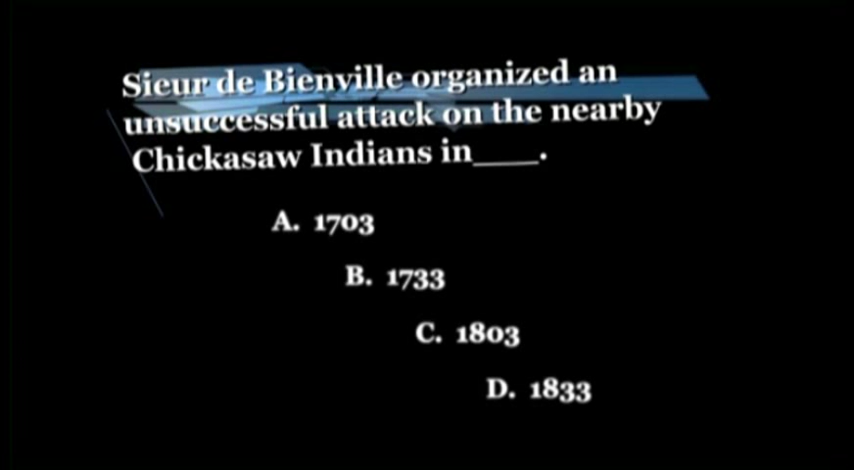 Sieur de Bienville organized an
unsuccessful attack on the nearby
Chickasaw Indians in____.
A. 1703
B. 1733
C. 1803
D. 1833